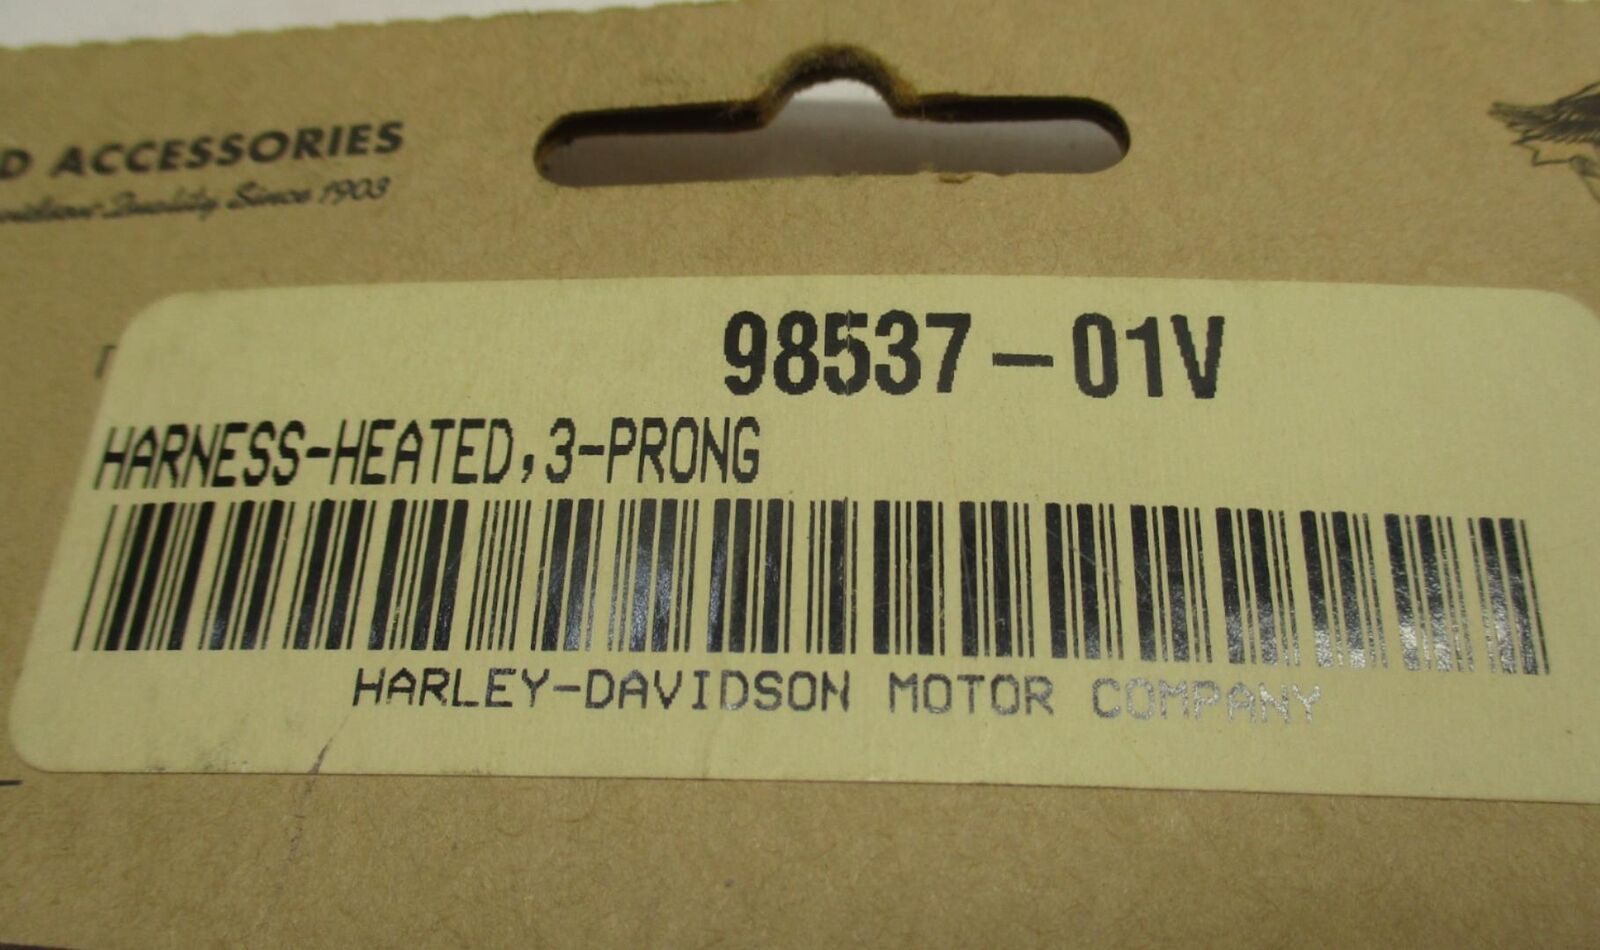 D ACCESSORIES
Quality Since 1903
98537-01V
HARNESS-HEATED,3-PRONG
HARLEY-DAVIDSON MOTOR COMPANY